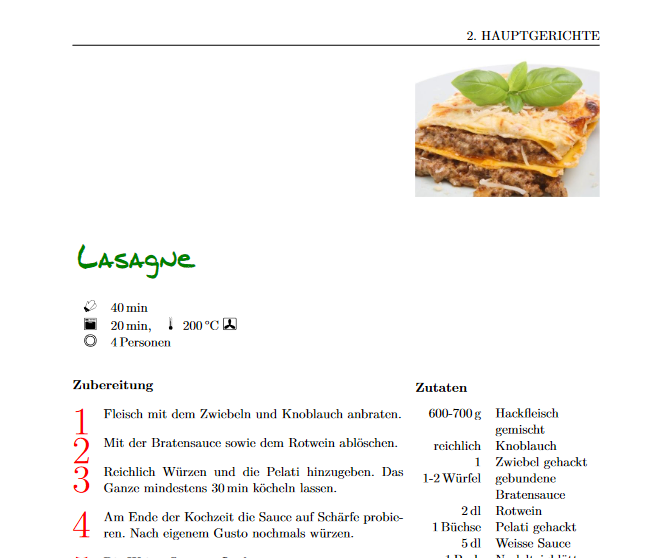 2. HAUPTGERICHTE
Lasagne
40 min
20 min, 200 °C
4 Personen
Zubereitung
1 Fleisch mit dem Zwiebeln und Knoblauch anbraten.
2 Mit der Bratensauce sowie dem Rotwein ablöschen.
3 Reichlich Würzen und die Pelati hinzugeben. Das
Ganze mindestens 30 min köcheln lassen.
4 Am Ende der Kochzeit die Sauce auf Schärfe probie-
ren. Nach eigenem Gusto nochmals würzen.
Zutaten
600-700 g Hackfleisch
gemischt
reichlich Knoblauch
1 Zwiebel gehackt
1-2 Würfel gebundene
Bratensauce
2 dl Rotwein
1 Büchse Pelati gehackt
5 dl Weisse Sauce